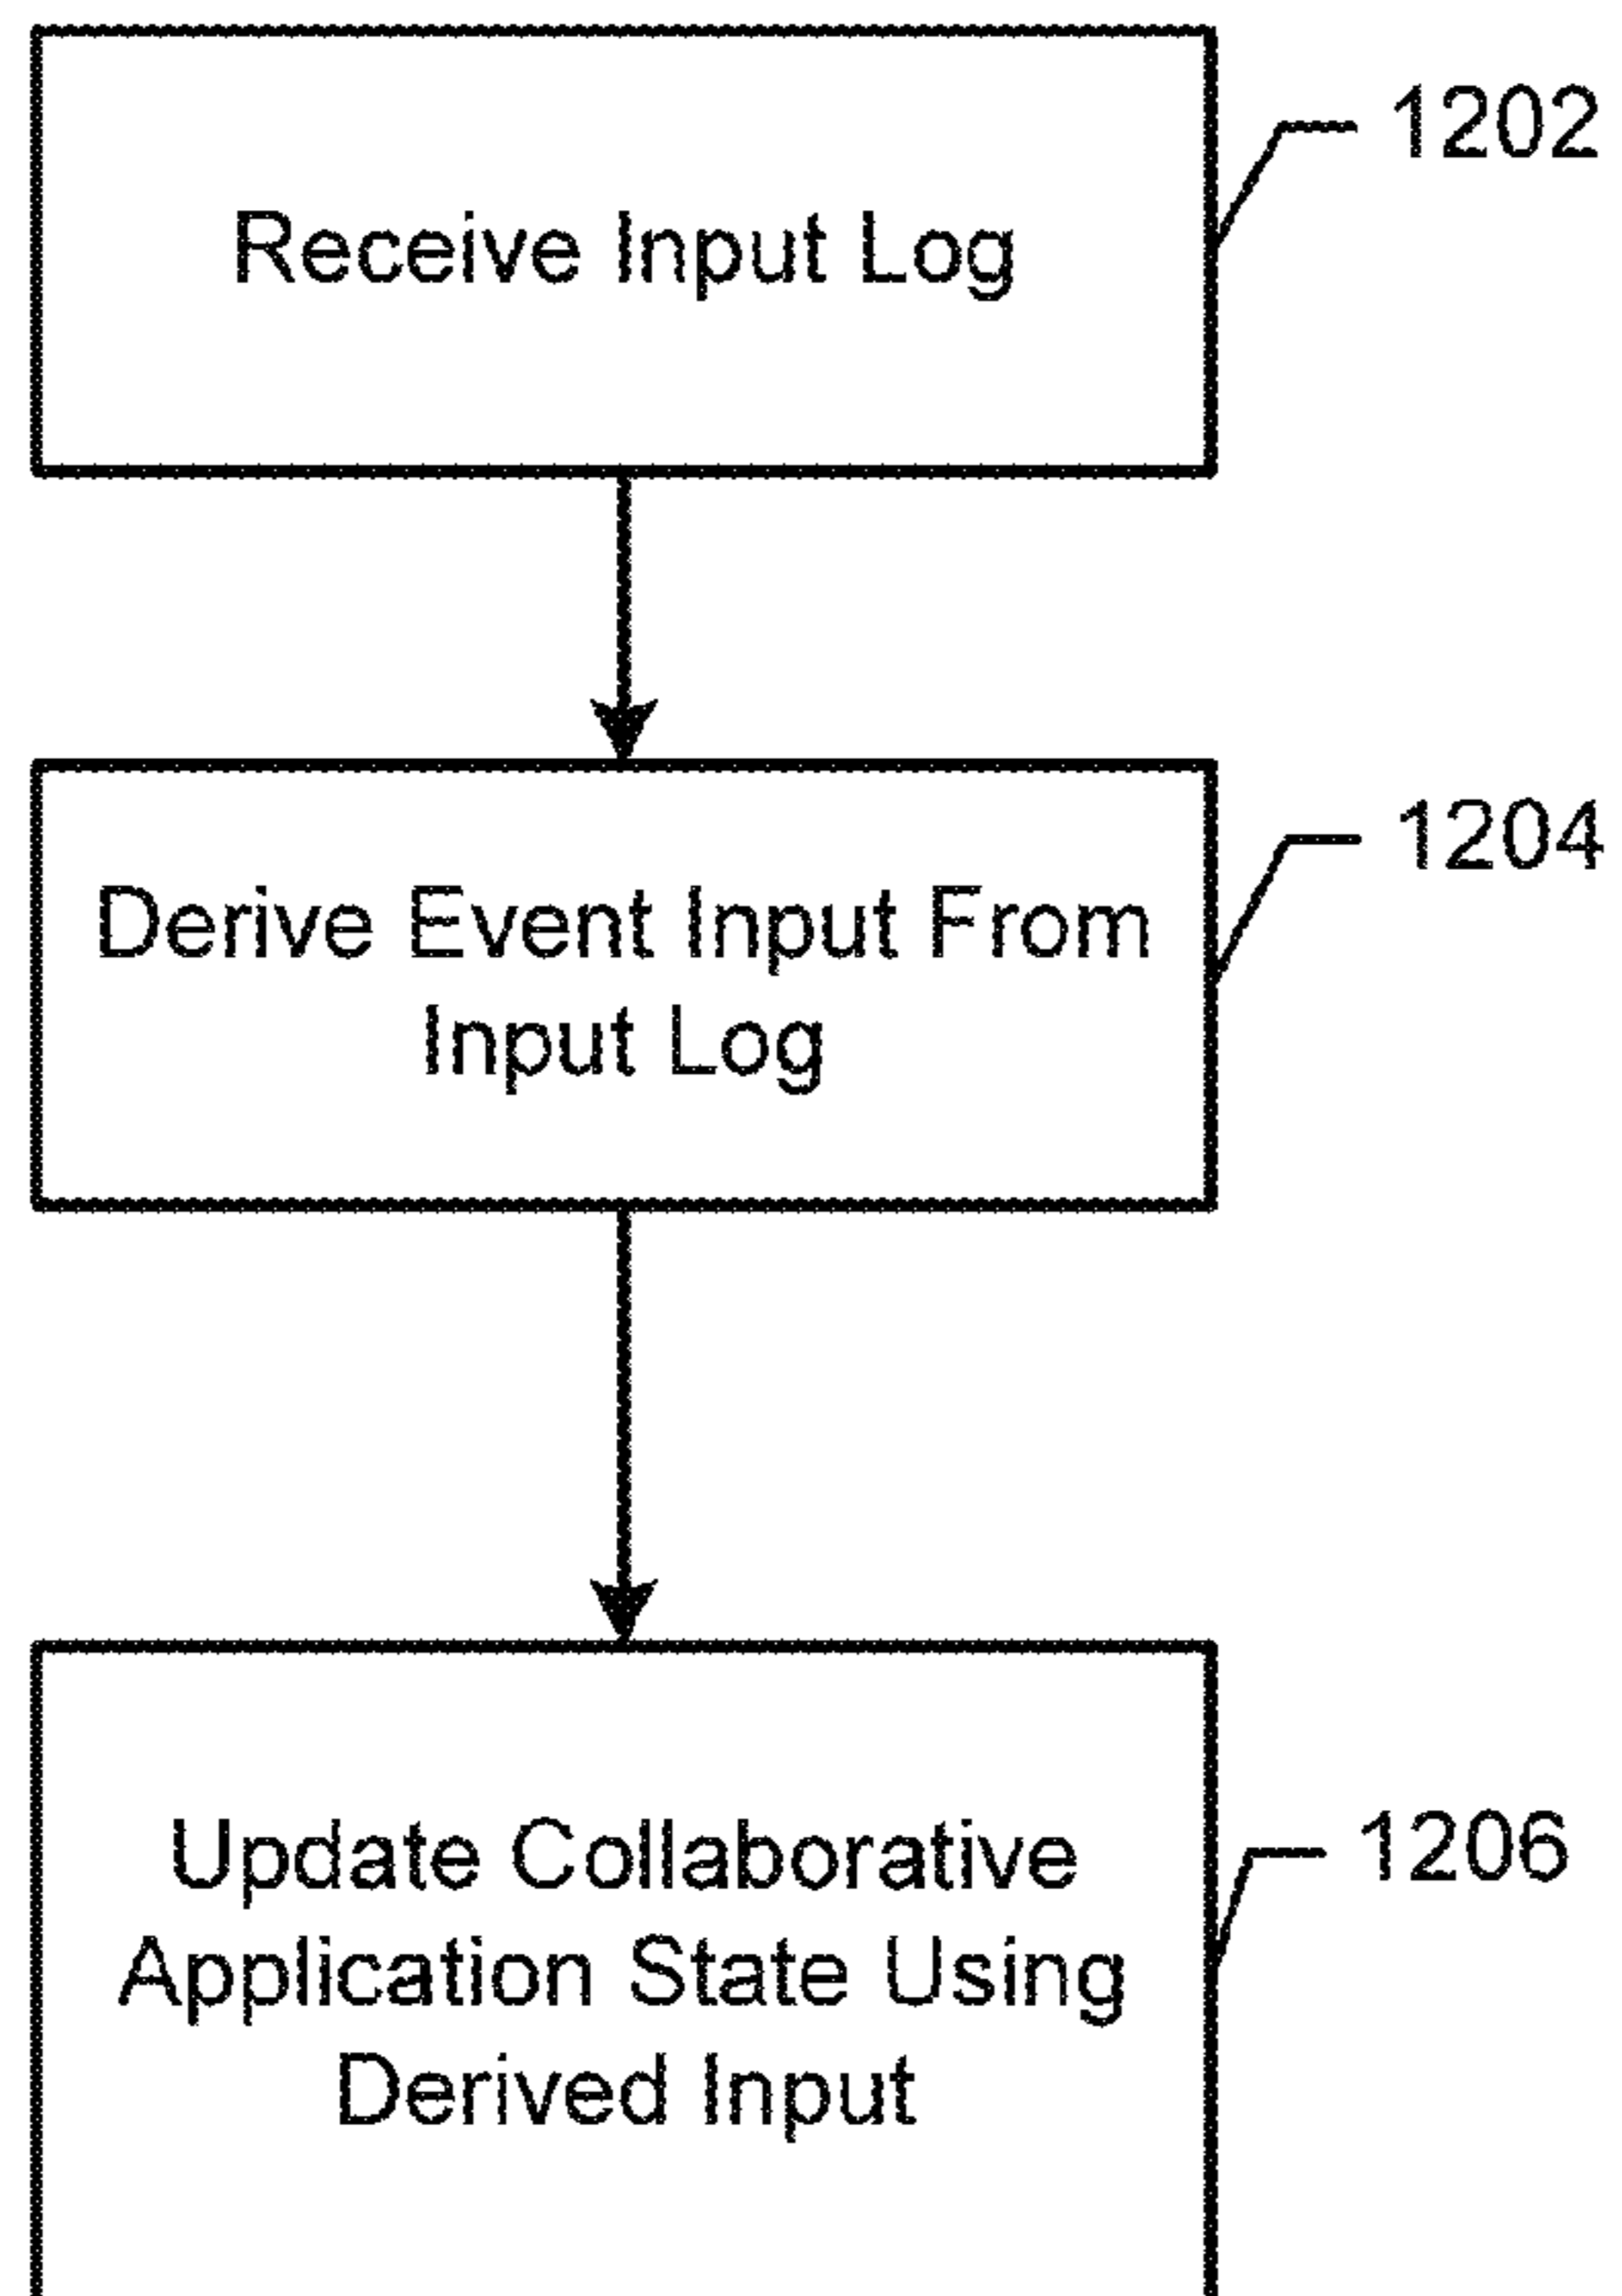 Receive Input Log
1202
Derive Event Input From
Input Log
1204
Update Collaborative
Application State Using
Derived Input
1206